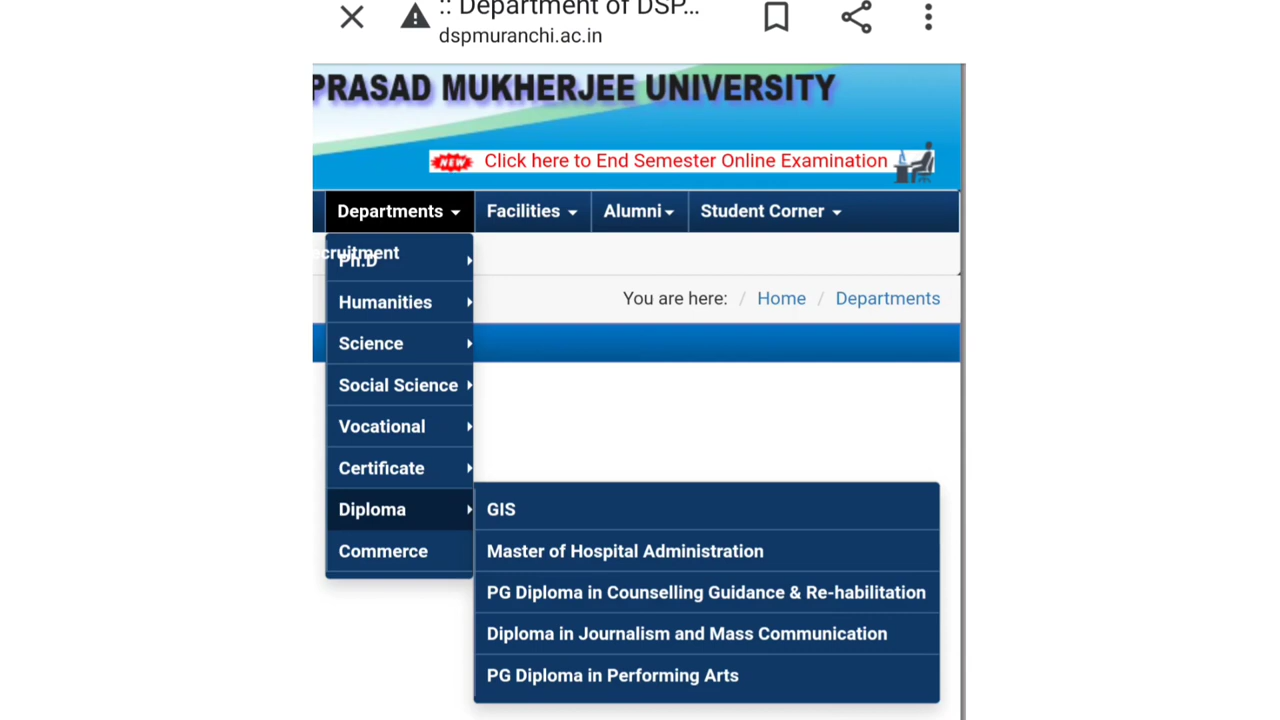 :: Department of DSP...
dspmuranchi.ac.in
PRASAD MUKHERJEE UNIVERSITY
NEW Click here to End Semester Online Examination
Departments Facilities Alumni Student Corner
ecruitment
Ph.D
Humanities
You are here: / Home / Departments
Science
Social Science
Vocational
Certificate
Diploma
Commerce
GIS
Master of Hospital Administration
PG Diploma in Counselling Guidance & Re-habilitation
Diploma in Journalism and Mass Communication
PG Diploma in Performing Arts